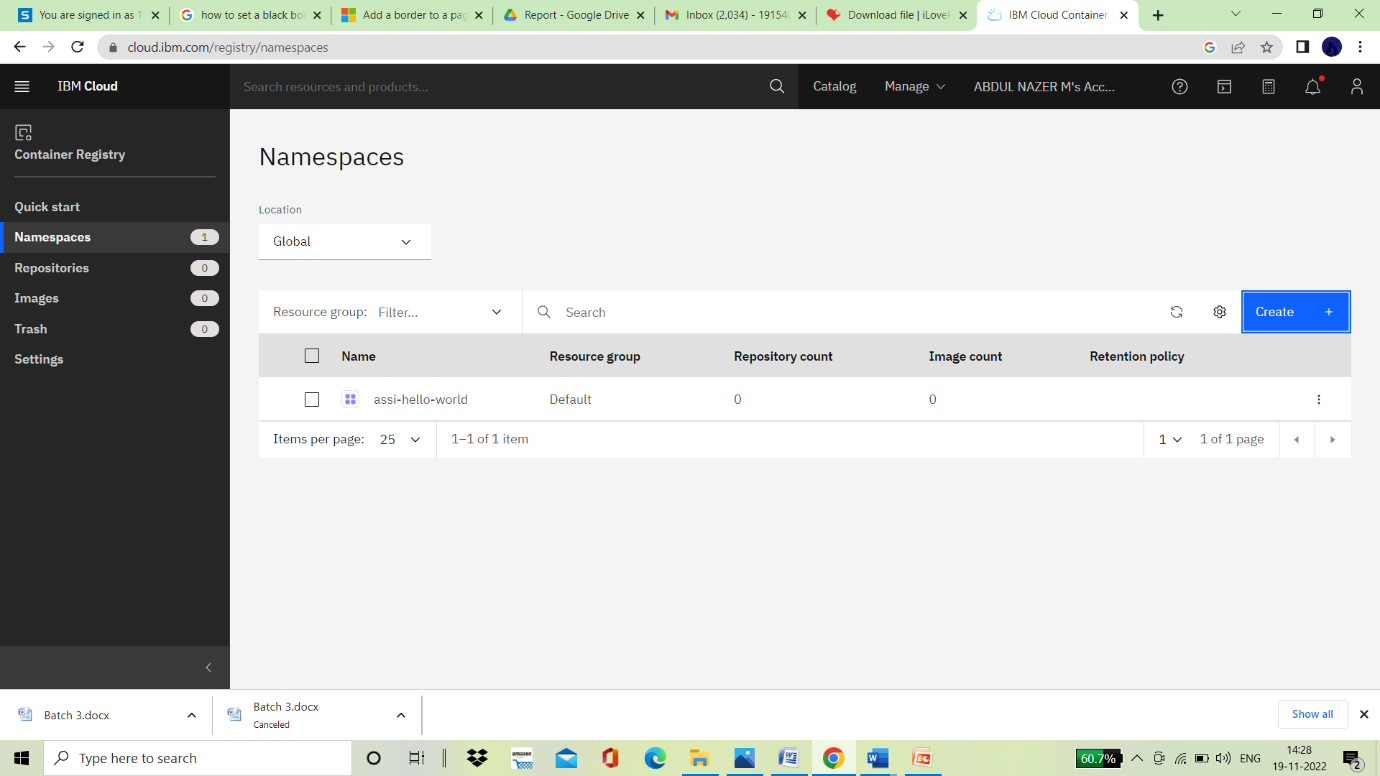 You are signed in as 1
how to set a black bo
Add a border to a pag
Report - Google Drive
Inbox (2,034) - 19154
Download file | iLoveP
IBM Cloud Container
cloud.ibm.com/registry/namespaces
IBM Cloud
Search resources and products...
Catalog
Manage
ABDUL NAZER M's Acc...
Container Registry
Quick start
Namespaces 1
Repositories 0
Images 0
Trash 0
Settings
Namespaces
Location
Global
Resource group: Filter...
Search
Create +
Name Resource group Repository count Image count Retention policy
assi-hello-world Default 0 0
Items per page: 25 1–1 of 1 item 1 1 of 1 page
Batch 3.docx
Batch 3.docx
Canceled
Show all
Type here to search
amazon
60.7%
ENG
14:28
19-11-2022
2